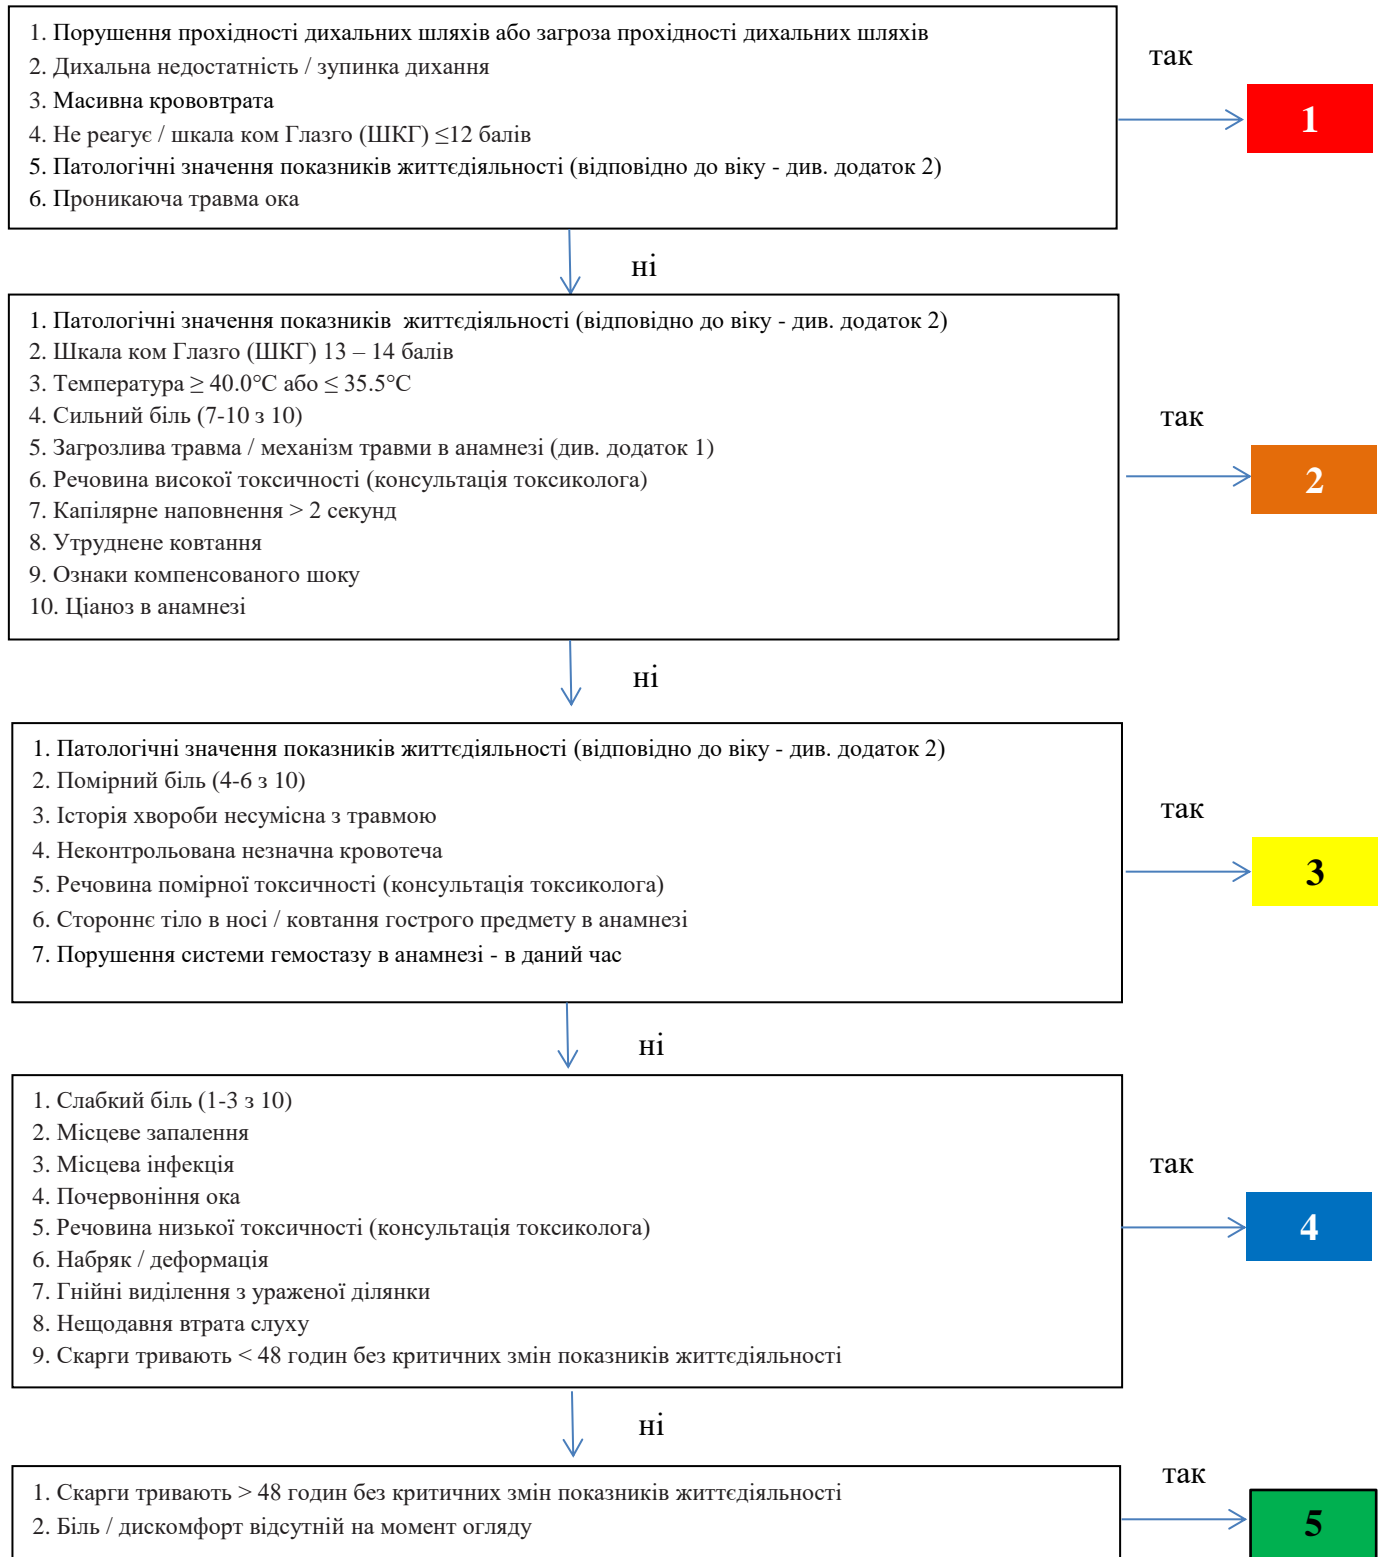 1. Порушення прохідності дихальних шляхів або загроза прохідності дихальних шляхів
2. Дихальна недостатність / зупинка дихання
3. Масивна крововтрата
4. Не реагує / шкала ком Глазго (ШКГ) ≤12 балів
5. Патологічні значення показників життєдіяльності (відповідно до віку - див. додаток 2)
6. Проникаюча травма ока
так
1
ні
1. Патологічні значення показників  життєдіяльності (відповідно до віку - див. додаток 2)
2. Шкала ком Глазго (ШКГ) 13 – 14 балів
3. Температура ≥ 40.0°C або ≤ 35.5°C
4. Сильний біль (7-10 з 10)
5. Загрозлива травма / механізм травми в анамнезі (див. додаток 1)
6. Речовина високої токсичності (консультація токсиколога)
7. Капілярне наповнення > 2 секунд
8. Утруднене ковтання
9. Ознаки компенсованого шоку
10. Ціаноз в анамнезі
так
2
ні
1. Патологічні значення показників життєдіяльності (відповідно до віку - див. додаток 2)
2. Помірний біль (4-6 з 10)
3. Історія хвороби несумісна з травмою
4. Неконтрольована незначна кровотеча
5. Речовина помірної токсичності (консультація токсиколога)
6. Стороннє тіло в носі / ковтання гострого предмету в анамнезі
7. Порушення системи гемостазу в анамнезі - в даний час
так
3
ні
1. Слабкий біль (1-3 з 10)
2. Місцеве запалення
3. Місцева інфекція
4. Почервоніння ока
5. Речовина низької токсичності (консультація токсиколога)
6. Набряк / деформація
7. Гнійні виділення з ураженої ділянки
8. Нещодавня втрата слуху
9. Скарги тривають < 48 годин без критичних змін показників життєдіяльності
так
4
ні
1. Скарги тривають > 48 годин без критичних змін показників життєдіяльності
2. Біль / дискомфорт відсутній на момент огляду
так
5